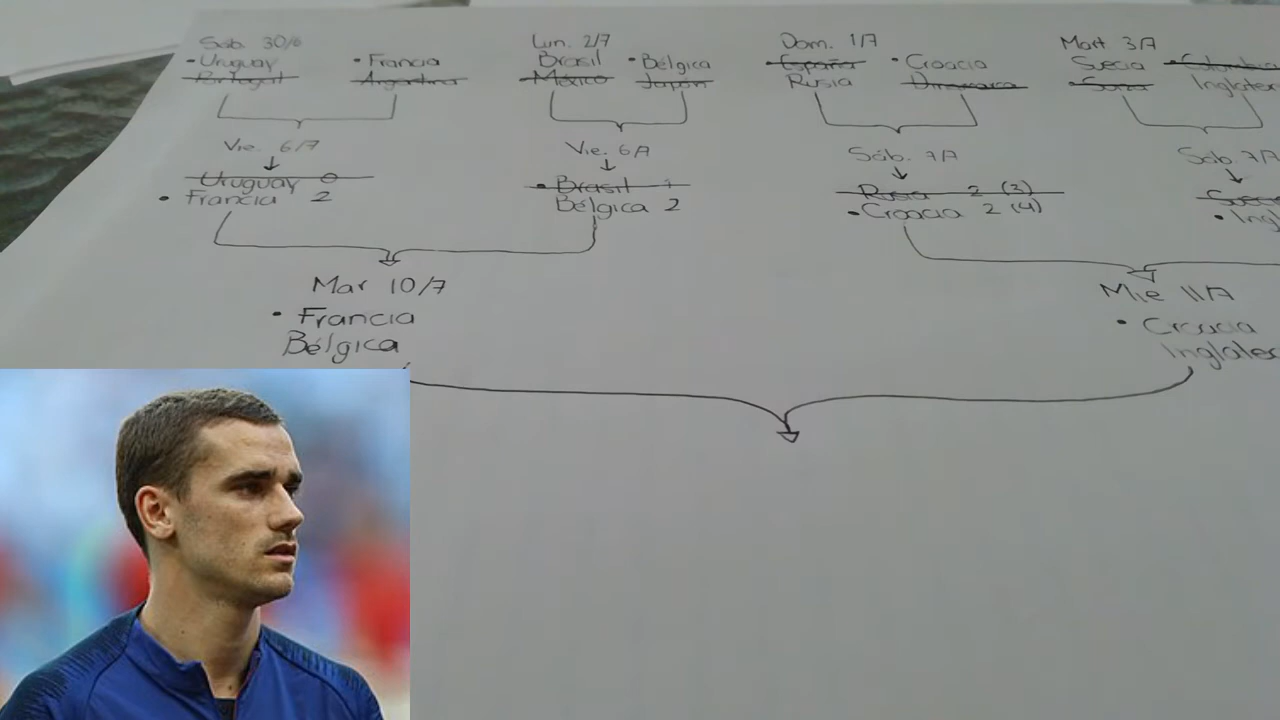 Sáb. 30/6
• Uruguay
Portugal
• Francia
Argentina
Lun. 2/7
Brasil
México
• Bélgica
Japón
Dom. 1/7
• España
Rusia
• Croacia
Dinamarca
Mart 3/7
Suecia
• Suiza
• Colombia
Vie. 6/7
Uruguay 0
• Francia 2
Vie. 6/7
• Brasil 1
Bélgica 2
Sáb. 7/7
Rusia 2 (3)
• Croacia 2 (4)
Sáb. 7/7
Mar 10/7
• Francia
Bélgica
Mie 11/7
• Croacia